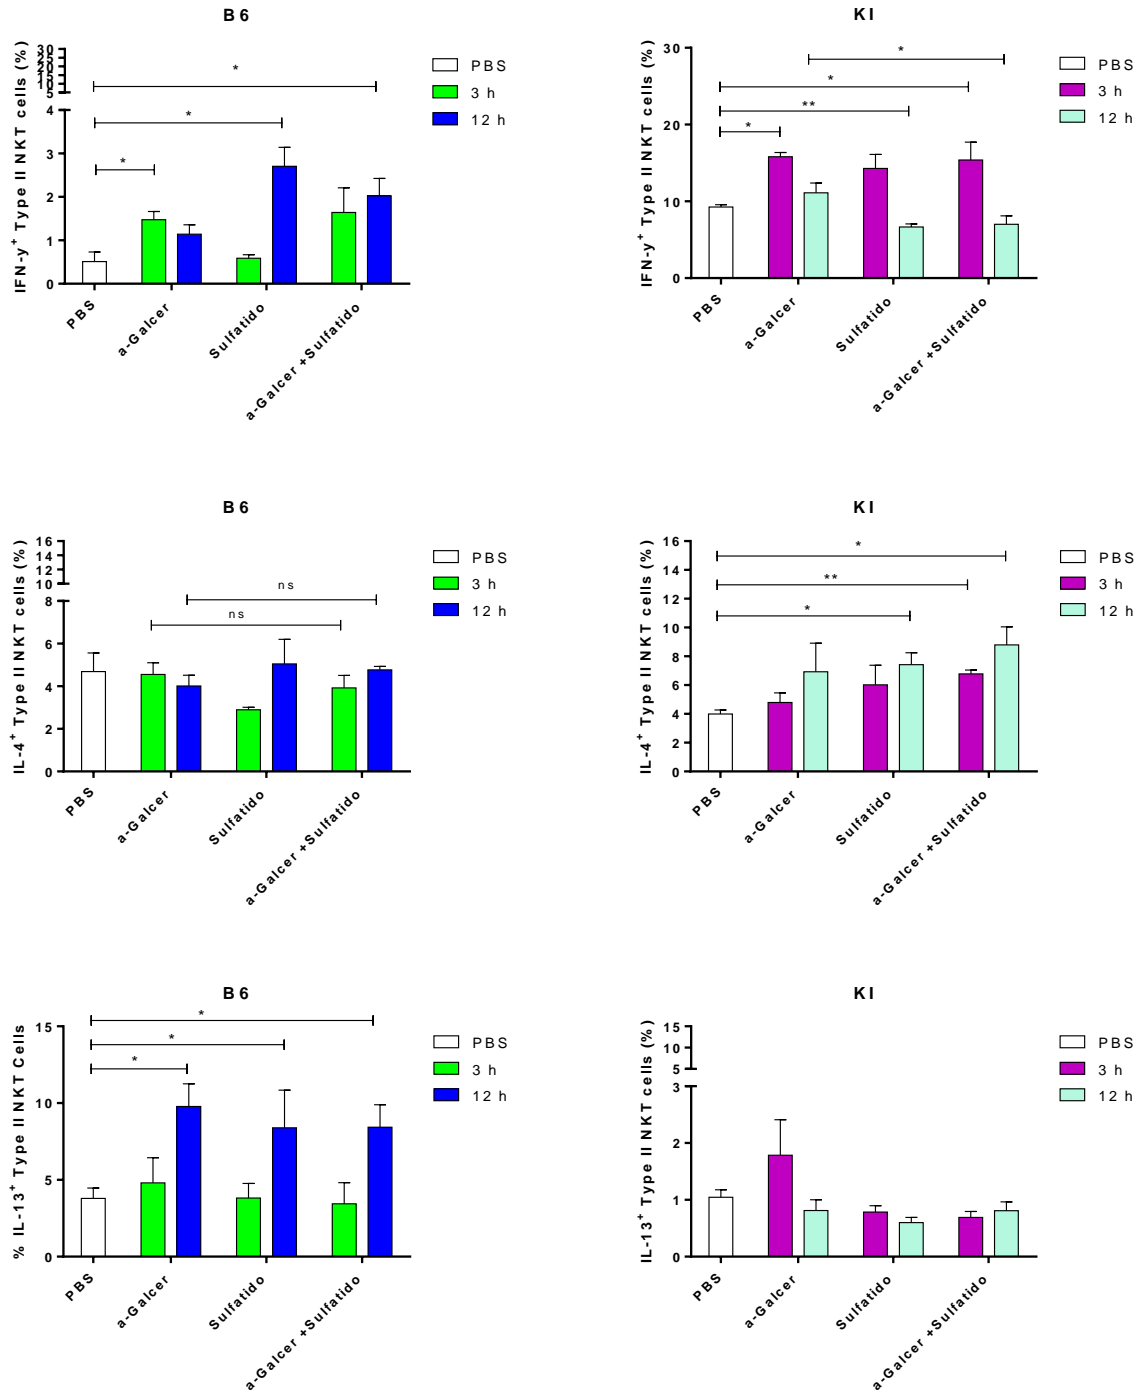 B6
IFN-y+ Type II NKT cells (%)
30
25
20
15
10
5
4
3
2
1
0
*
*
*
PBS
a-Galcer
Sulfatido
a-Galcer +Sulfatido
PBS
3 h
12 h
KI
IFN-y+ Type II NKT cells (%)
30
20
10
0
*
*
**
*
PBS
a-Galcer
Sulfatido
a-Galcer +Sulfatido
PBS
3 h
12 h
B6
IL-4+ Type II NKT cells (%)
16
14
12
10
8
6
4
2
0
ns
ns
PBS
a-Galcer
Sulfatido
a-Galcer +Sulfatido
PBS
3 h
12 h
KI
IL-4+ Type II NKT cells (%)
16
14
12
10
8
6
4
2
0
*
**
*
PBS
a-Galcer
Sulfatido
a-Galcer +Sulfatido
PBS
3 h
12 h
B6
% IL-13+ Type II NKT Cells
15
10
5
0
*
*
*
PBS
a-Galcer
Sulfatido
a-Galcer +Sulfatido
PBS
3 h
12 h
KI
IL-13+ Type II NKT cells (%)
15
10
5
3
2
1
0
PBS
a-Galcer
Sulfatido
a-Galcer +Sulfatido
PBS
3 h
12 h